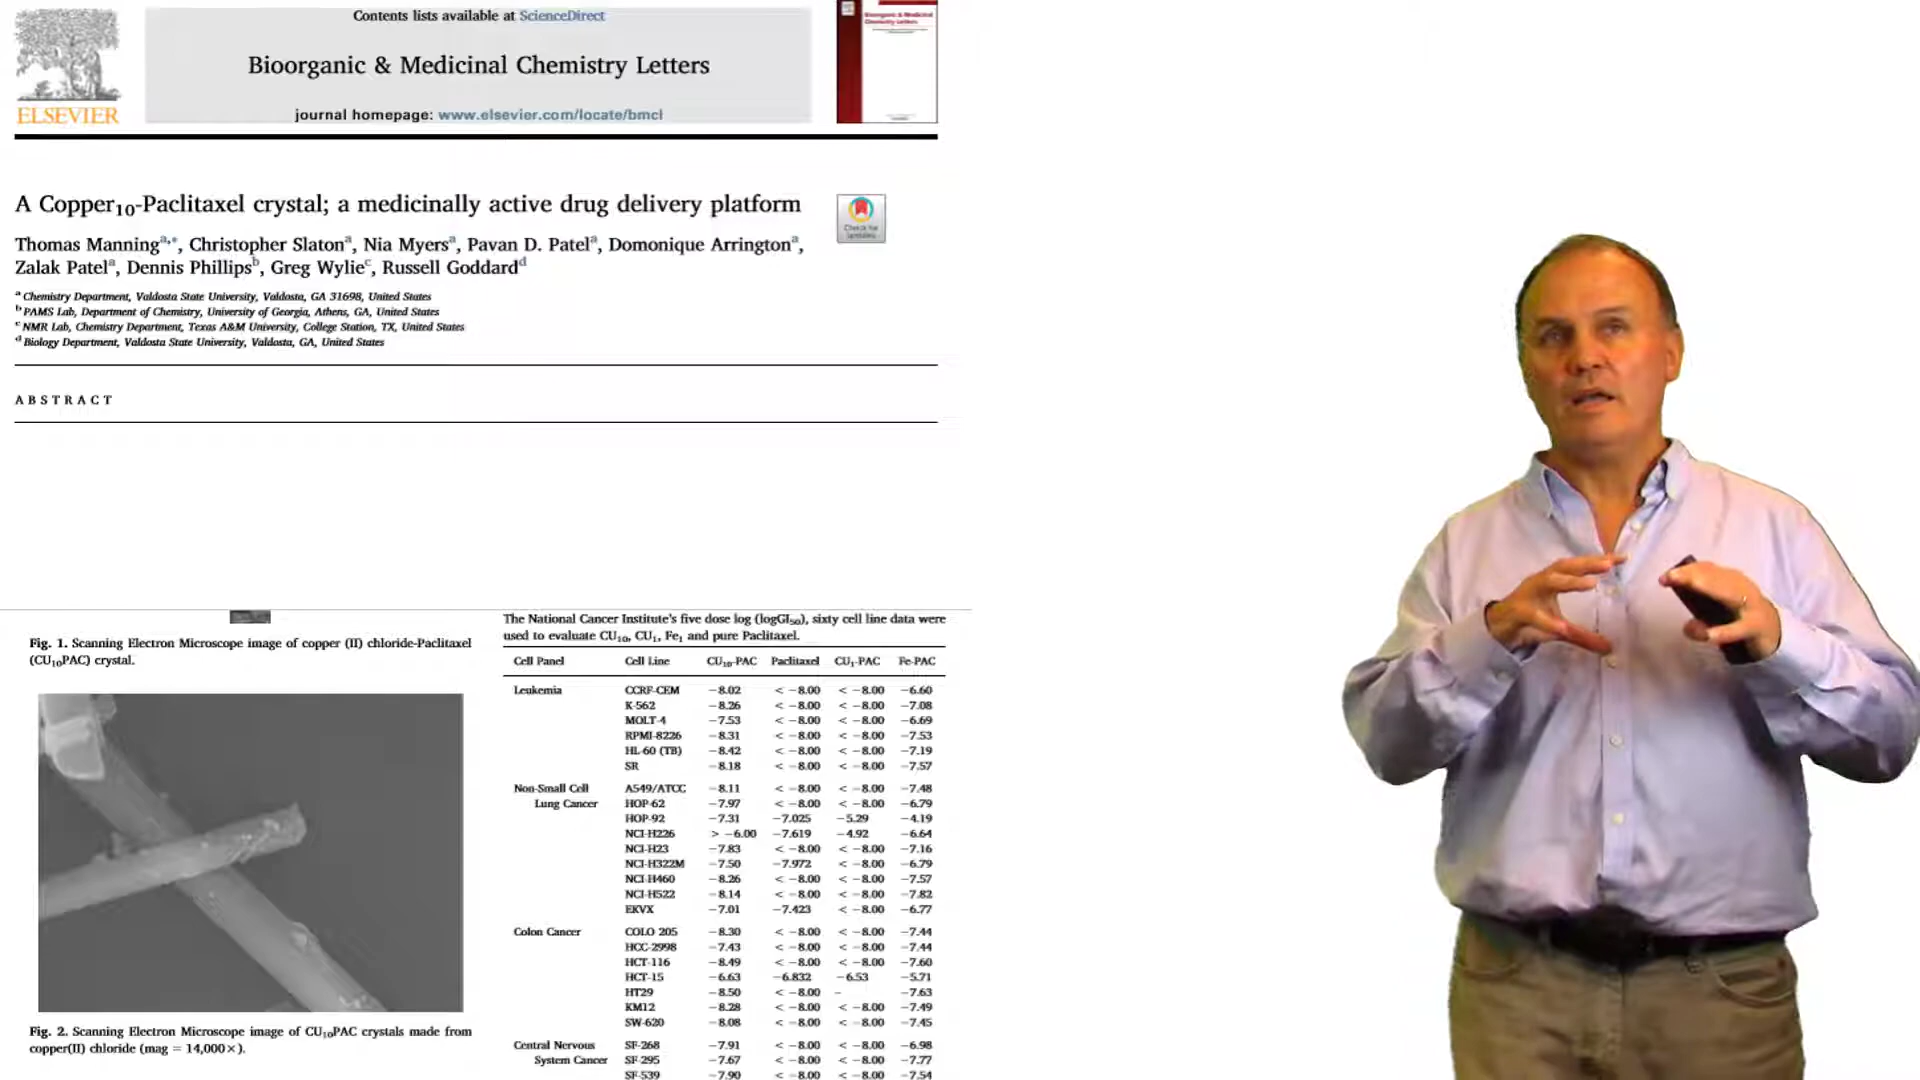 Contents lists available at ScienceDirect
Bioorganic & Medicinal Chemistry Letters
journal homepage: www.elsevier.com/locate/bmcl
ELSEVIER
Bioorganic & Medicinal
Chemistry Letters
A Copper10-Paclitaxel crystal; a medicinally active drug delivery platform
Check for
updates
Thomas Manning a,*, Christopher Slaton a, Nia Myers a, Pavan D. Patel a, Domonique Arrington a,
Zalak Patel a, Dennis Phillips b, Greg Wylie c, Russell Goddard d
a Chemistry Department, Valdosta State University, Valdosta, GA 31698, United States
b PAMS Lab, Department of Chemistry, University of Georgia, Athens, GA, United States
c NMR Lab, Chemistry Department, Texas A&M University, College Station, TX, United States
d Biology Department, Valdosta State University, Valdosta, GA, United States
ABSTRACT
Fig. 1. Scanning Electron Microscope image of copper (II) chloride-Paclitaxel
(CU10PAC) crystal.
Fig. 2. Scanning Electron Microscope image of CU10PAC crystals made from
copper(II) chloride (mag = 14,000×).
The National Cancer Institute's five dose log (logGI50), sixty cell line data were
used to evaluate CU10, CU1, Fe1 and pure Paclitaxel.
Cell Panel Cell Line CU10-PAC Paclitaxel CU1-PAC Fe-PAC
Leukemia CCRF-CEM −8.02 < −8.00 < −8.00 −6.60
K-562 −8.26 < −8.00 < −8.00 −7.08
MOLT-4 −7.53 < −8.00 < −8.00 −6.69
RPMI-8226 −8.31 < −8.00 < −8.00 −7.53
HL-60 (TB) −8.42 < −8.00 < −8.00 −7.19
SR −8.18 < −8.00 < −8.00 −7.57
Non-Small Cell A549/ATCC −8.11 < −8.00 < −8.00 −7.48
Lung Cancer HOP-62 −7.97 < −8.00 < −8.00 −6.79
HOP-92 −7.31 −7.025 −5.29 −4.19
NCI-H226 > −6.00 −7.619 −4.92 −6.64
NCI-H23 −7.83 < −8.00 < −8.00 −7.16
NCI-H322M −7.50 −7.972 < −8.00 −6.79
NCI-H460 −8.26 < −8.00 < −8.00 −7.57
NCI-H522 −8.14 < −8.00 < −8.00 −7.82
EKVX −7.01 −7.423 < −8.00 −6.77
Colon Cancer COLO 205 −8.30 < −8.00 < −8.00 −7.44
HCC-2998 −7.43 < −8.00 < −8.00 −7.44
HCT-116 −8.49 < −8.00 < −8.00 −7.60
HCT-15 −6.63 −6.832 −6.53 −5.71
HT29 −8.50 < −8.00 – −7.63
KM12 −8.28 < −8.00 < −8.00 −7.49
SW-620 −8.08 < −8.00 < −8.00 −7.45
Central Nervous SF-268 −7.91 < −8.00 < −8.00 −6.98
System Cancer SF-295 −7.67 < −8.00 < −8.00 −7.77
SF-539 −7.90 < −8.00 < −8.00 −7.54